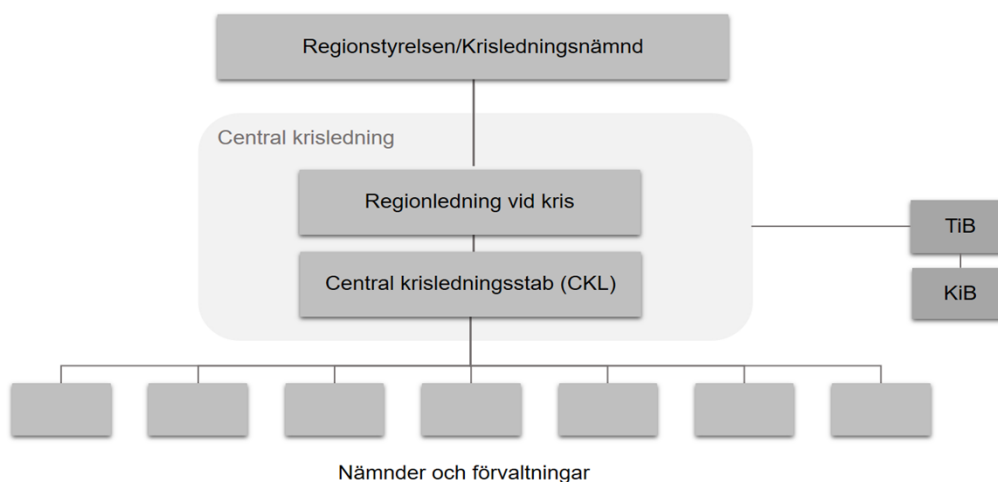 Regionstyrelsen/Krisledningsnämnd
Central krisledning
Regionledning vid kris
TiB
Central krisledningsstab (CKL)
KiB
Nämnder och förvaltningar